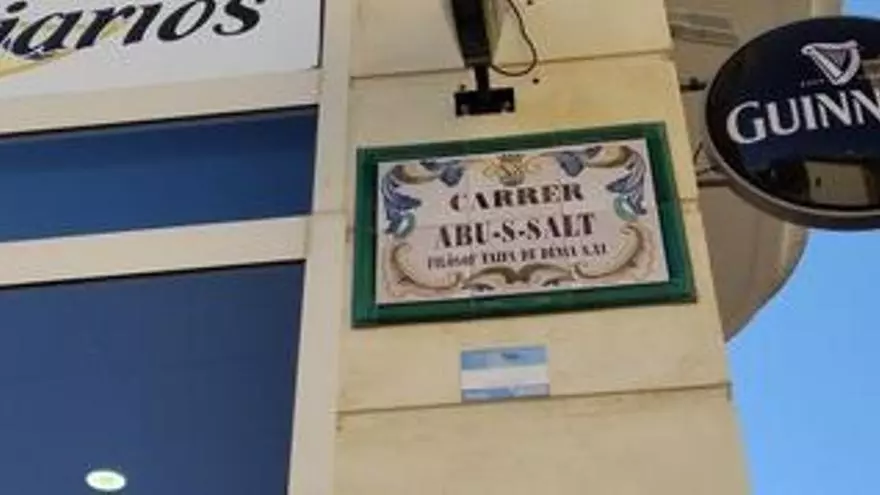 iarios
CARRER
ABU-S-SALT
FILÒSOF TAIFA DE DÉNIA S.XI
GUINN